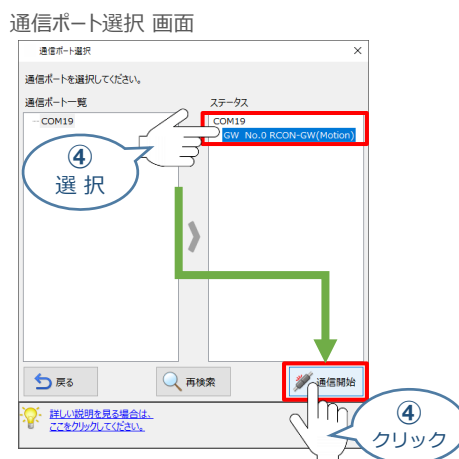 通信ポート選択 画面
通信ポート選択
通信ポートを選択してください。
通信ポート一覧
ステータス
COM19
COM19
GW No.0 RCON-GW(Motion)
④
選 択
戻る
再検索
通信開始
詳しい説明を見る場合は、
ここをクリックしてください。
④
クリック